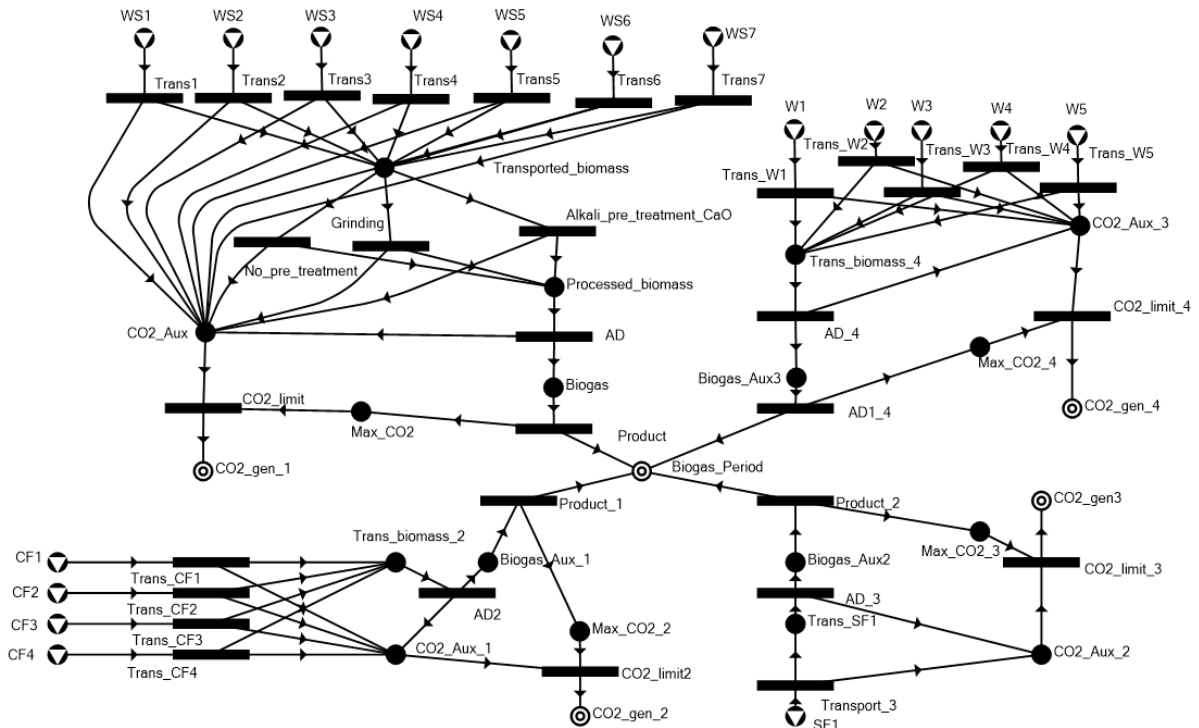 WS1
WS2
WS3
WS4
WS5
WS6
WS7
Trans1
Trans2
Trans3
Trans4
Trans5
Trans6
Trans7
Transported_biomass
Grinding
Alkali_pre_treatment_CaO
No_pre_treatment
Processed_biomass
CO2_Aux
AD
Biogas
CO2_limit
Max_CO2
Product
CO2_gen_1
Biogas_Period
W1
W2
W3
W4
W5
Trans_W2
Trans_W3
Trans_W4
Trans_W5
Trans_W1
CO2_Aux_3
Trans_biomass_4
CO2_limit_4
AD_4
Max_CO2_4
Biogas_Aux3
AD1_4
CO2_gen_4
Product_1
Trans_biomass_2
CF1
Trans_CF1
Biogas_Aux_1
CF2
Trans_CF2
AD2
CF3
Trans_CF3
Max_CO2_2
CF4
Trans_CF4
CO2_Aux_1
CO2_limit2
CO2_gen_2
Product_2
CO2_gen3
Max_CO2_3
Biogas_Aux2
CO2_limit_3
AD_3
Trans_SF1
CO2_Aux_2
Transport_3
SF1